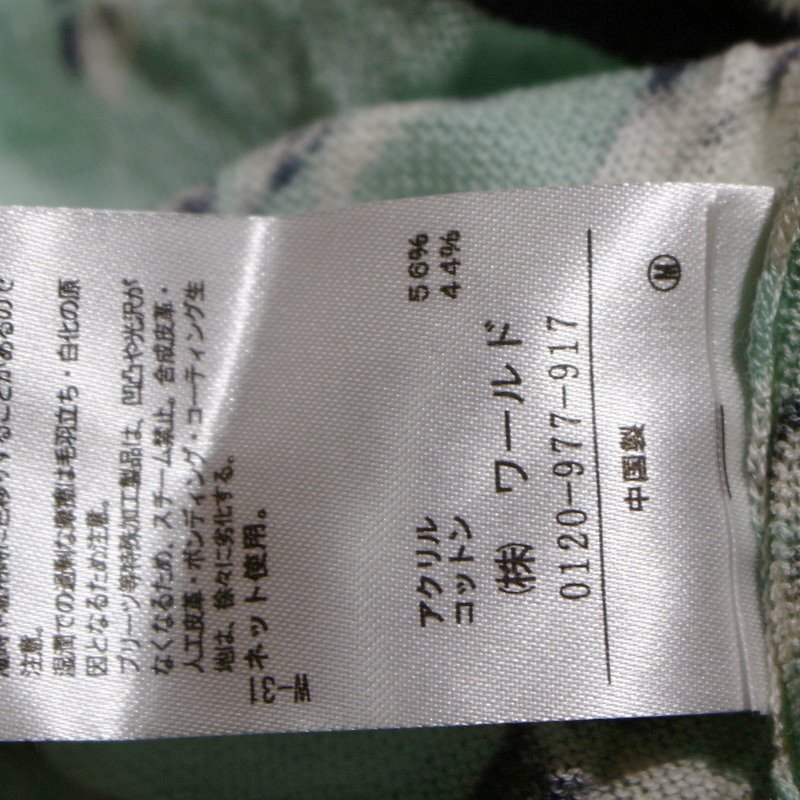 注意。
湿潤での過剰な摩擦は毛羽立ち・白化の原
因となるため注意。
プリーツ等特殊加工製品は、凹凸や光沢が
なくなるため、スチーム禁止。合成皮革・
人工皮革・ボンディング・コーティング生
地は、徐々に劣化する。
ネット使用。
アクリル 56%
コットン 44%
(株) ワールド
0120-977-917
中国製
M